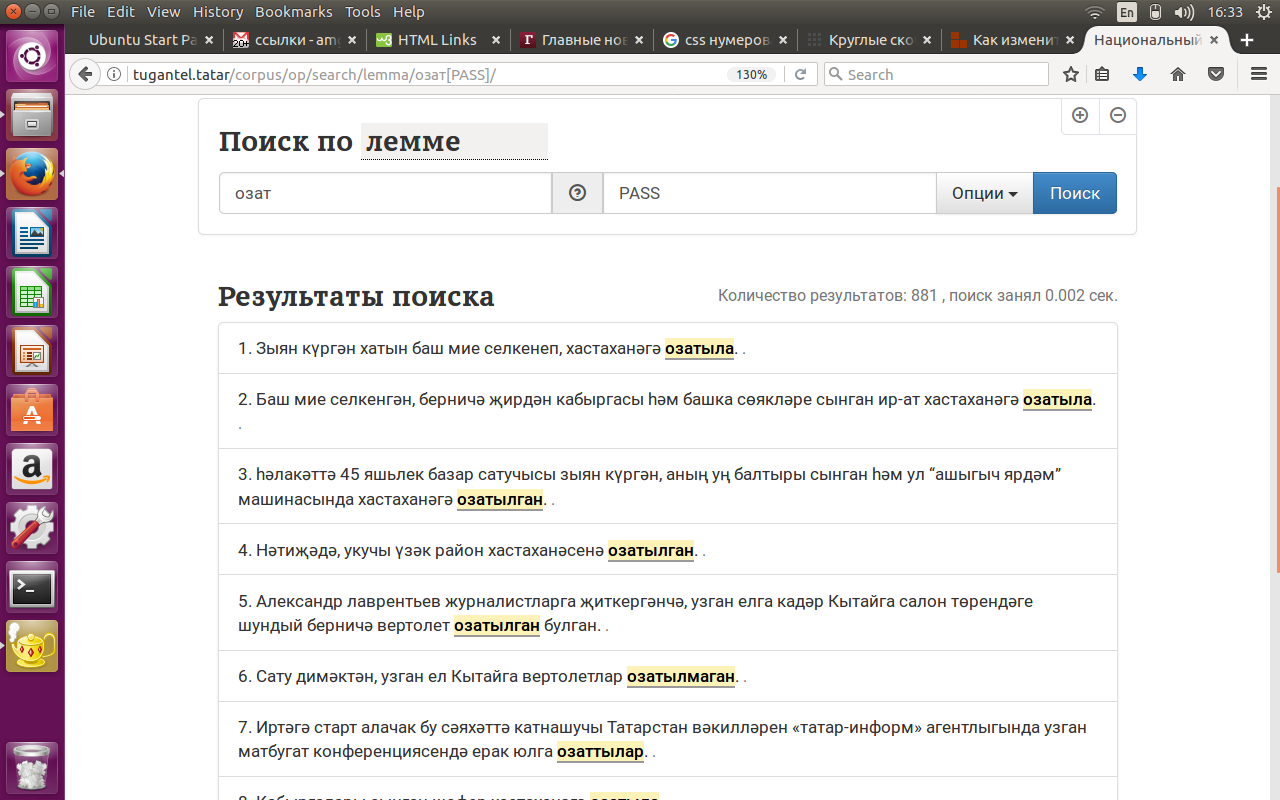 File Edit View History Bookmarks Tools Help En 16:33
Ubuntu Start Pa × 20+ ссылки - amg × HTML Links × Главные нов × css нумеров × Круглые ско × Как изменит × Национальный × +
tugantel.tatar/corpus/op/search/lemma/озат[PASS]/ 130% Search
Поиск по лемме
озат PASS Опции Поиск
Результаты поиска Количество результатов: 881 , поиск занял 0.002 сек.
1. Зыян күргән хатын баш мие селкенеп, хастаханәгә озатыла. .
2. Баш мие селкенгән, берничә җирдән кабыргасы һәм башка сөякләре сынган ир-ат хастаханәгә озатыла.
.
3. һәлакәттә 45 яшьлек базар сатучысы зыян күргән, аның уң балтыры сынган һәм ул “ашыгыч ярдәм”
машинасында хастаханәгә озатылган. .
4. Нәтиҗәдә, укучы үзәк район хастаханәсенә озатылган. .
5. Александр лаврентьев журналистларга җиткергәнчә, узган елга кадәр Кытайга салон төрендәге
шундый берничә вертолет озатылган булган. .
6. Сату димәктән, узган ел Кытайга вертолетлар озатылмаган. .
7. Иртәгә старт алачак бу сәяхәттә катнашучы Татарстан вәкилләрен «татар-информ» агентлыгында узган
матбугат конференциясендә ерак юлга озаттылар. .